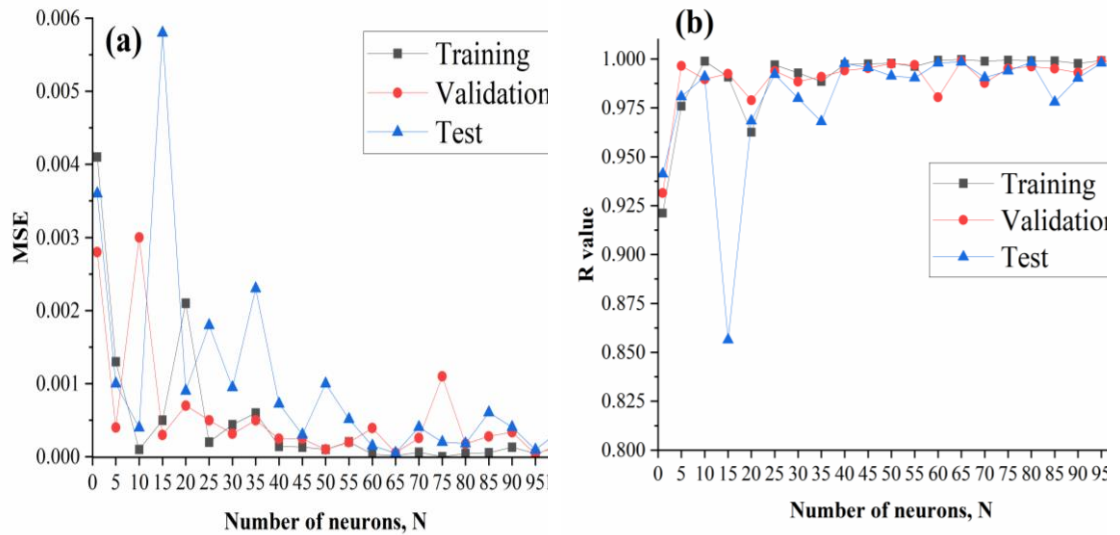 (a)
Training
Validation
Test
0.006
0.005
0.004
0.003
0.002
0.001
0.000
MSE
0 5 10 15 20 25 30 35 40 45 50 55 60 65 70 75 80 85 90 951
Number of neurons, N
(b)
Training
Validation
Test
1.000
0.975
0.950
0.925
0.900
0.875
0.850
0.825
0.800
R value
0 5 10 15 20 25 30 35 40 45 50 55 60 65 70 75 80 85 90 95
Number of neurons, N